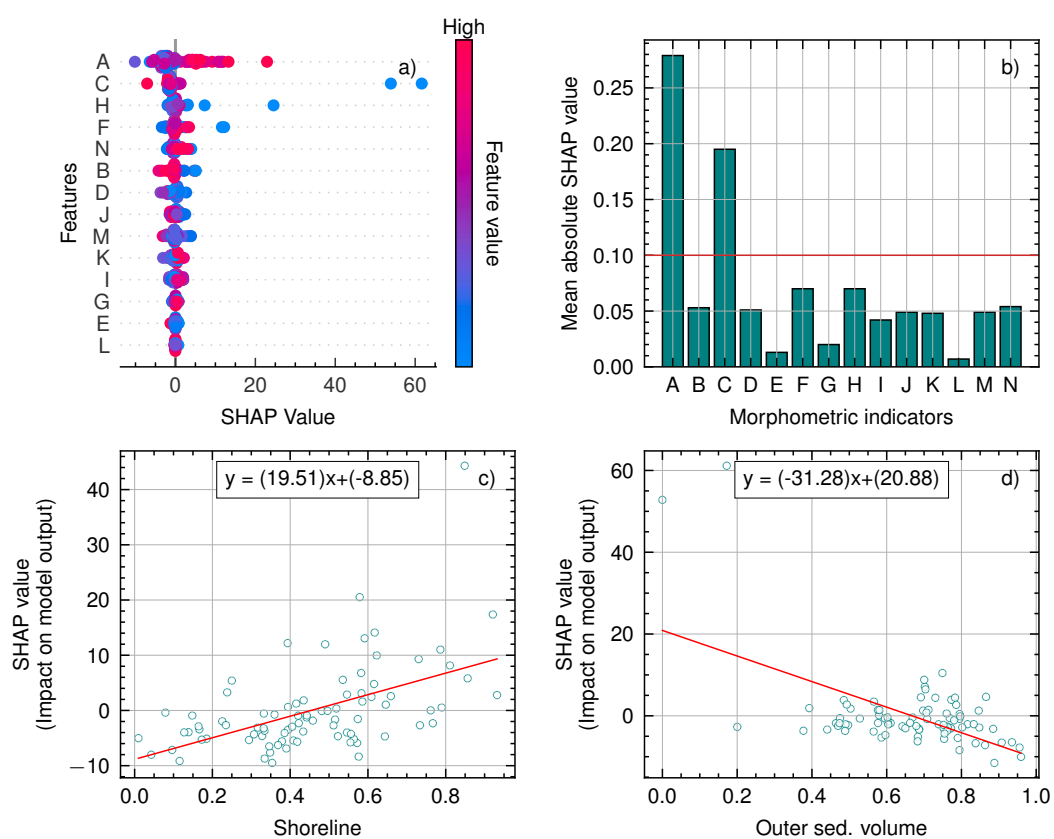 High
a)
A
C
H
F
N
B
D
J
M
K
I
G
E
L
Features
Feature value
0 20 40 60
SHAP Value
b)
Mean absolute SHAP value
0.25
0.20
0.15
0.10
0.05
0.00
A B C D E F G H I J K L M N
Morphometric indicators
y = (19.51)x+(-8.85)
c)
SHAP value
(Impact on model output)
40
30
20
10
0
−10
0.0 0.2 0.4 0.6 0.8
Shoreline
y = (-31.28)x+(20.88)
d)
SHAP value
(Impact on model output)
60
40
20
0
0.0 0.2 0.4 0.6 0.8 1.0
Outer sed. volume